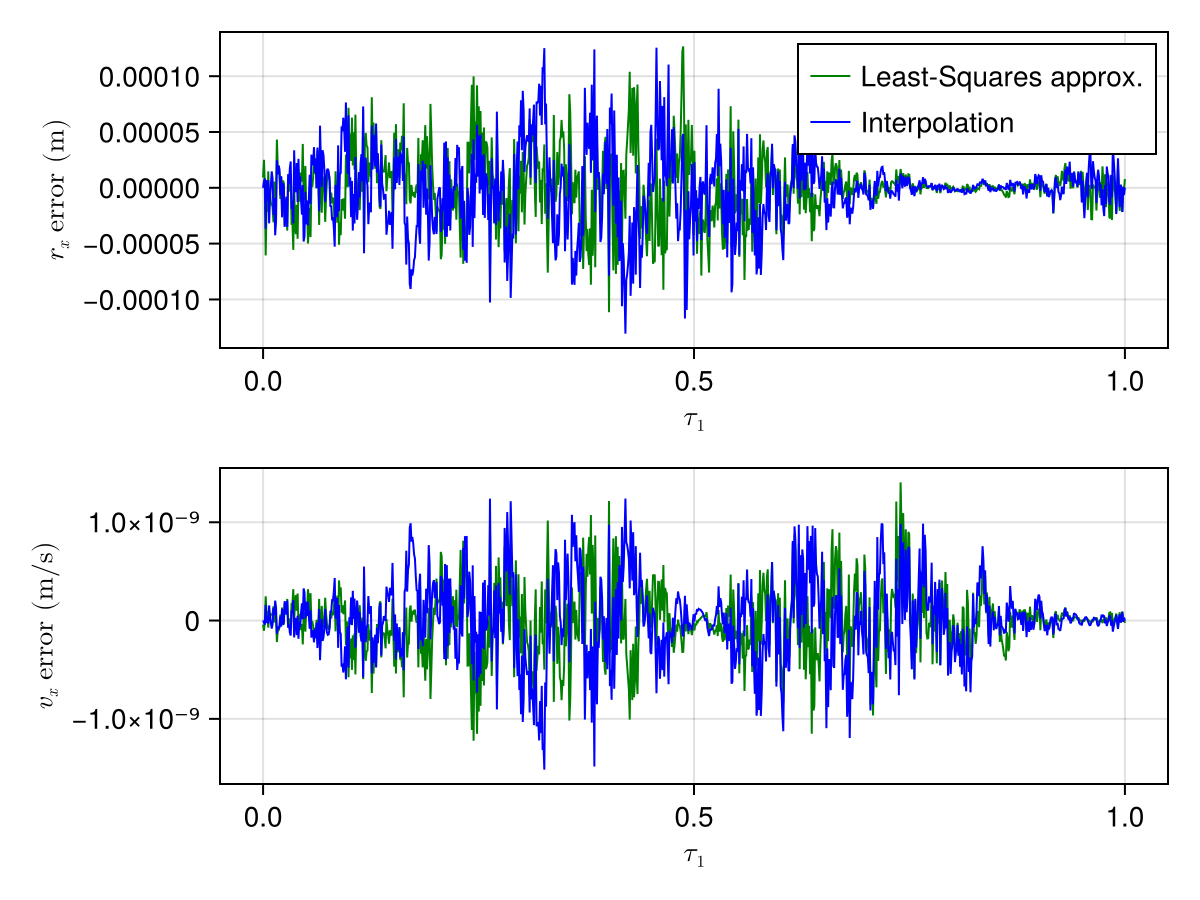 0.00010
0.00005
0.00000
−0.00005
−0.00010
r_x error (m)
Least-Squares approx.
Interpolation
0.0 0.5 1.0
τ₁
1.0×10⁻⁹
0
−1.0×10⁻⁹
v_x error (m/s)
0.0 0.5 1.0
τ₁